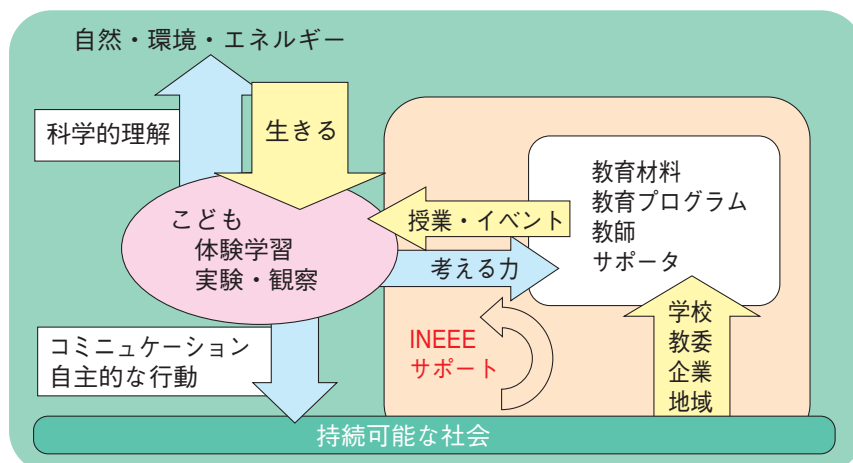 自然・環境・エネルギー
科学的理解
生きる
こども
体験学習
実験・観察
授業・イベント
考える力
教育材料
教育プログラム
教師
サポータ
コミニュケーション
自主的な行動
INEEE
サポート
学校
教委
企業
地域
持続可能な社会